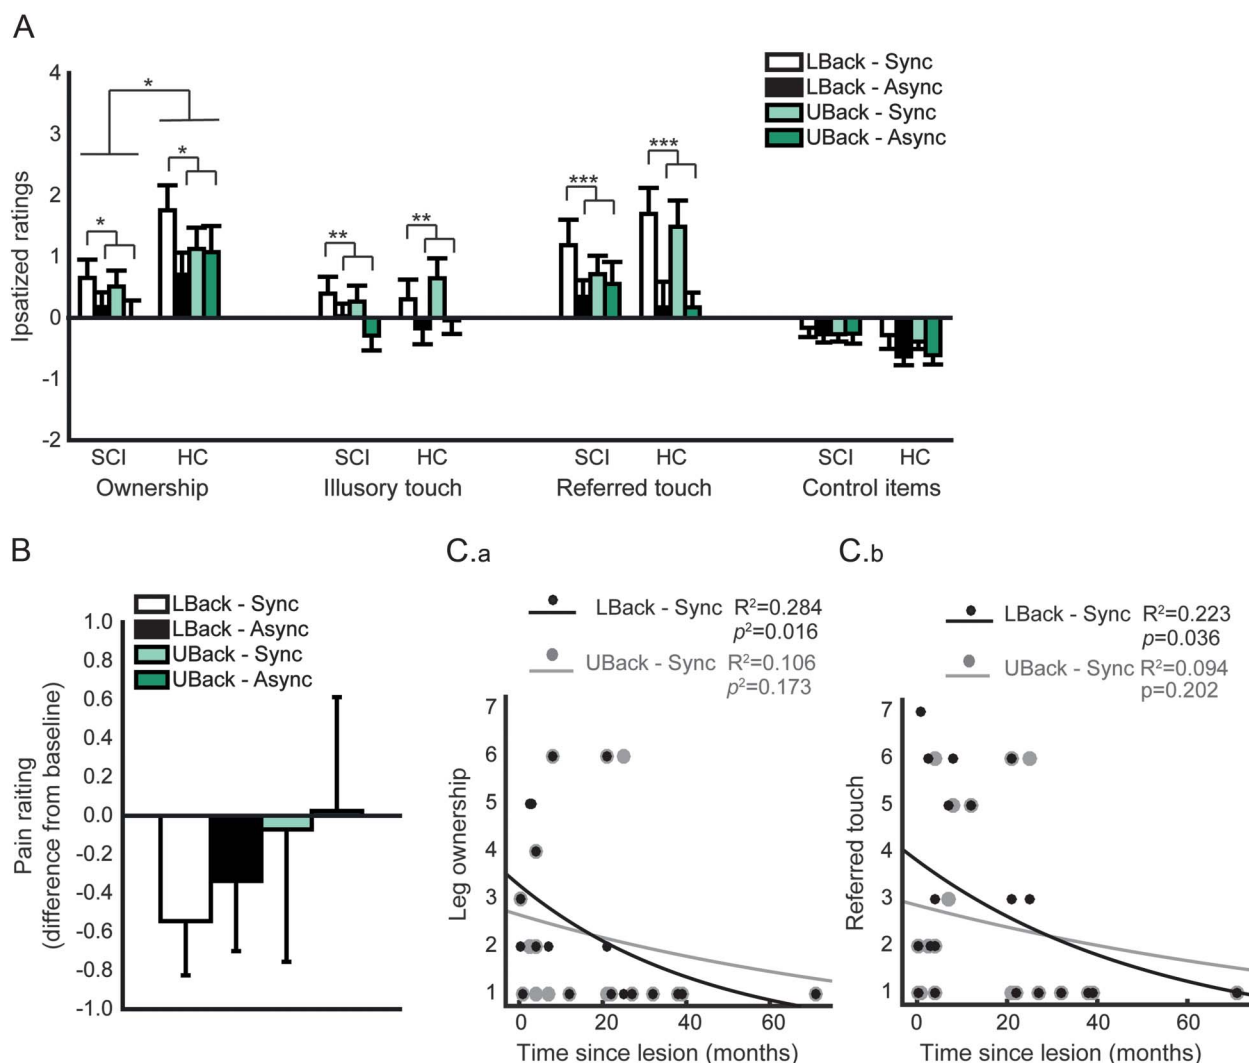 A
LBack - Sync
LBack - Async
UBack - Sync
UBack - Async
4
3
2
1
0
-1
-2
Ipsatized ratings
*
*
*
**
**
***
***
SCI HC SCI HC SCI HC SCI HC
Ownership Illusory touch Referred touch Control items
B
LBack - Sync
LBack - Async
UBack - Sync
UBack - Async
1.0
0.8
0.6
0.4
0.2
0.0
-0.2
-0.4
-0.6
-0.8
-1.0
Pain raiting
(difference from baseline)
C.a
LBack - Sync R²=0.284
p²=0.016
UBack - Sync R²=0.106
p²=0.173
7
6
5
4
3
2
1
Leg ownership
0 20 40 60
Time since lesion (months)
C.b
LBack - Sync R²=0.223
p=0.036
UBack - Sync R²=0.094
p=0.202
7
6
5
4
3
2
1
Referred touch
0 20 40 60
Time since lesion (months)